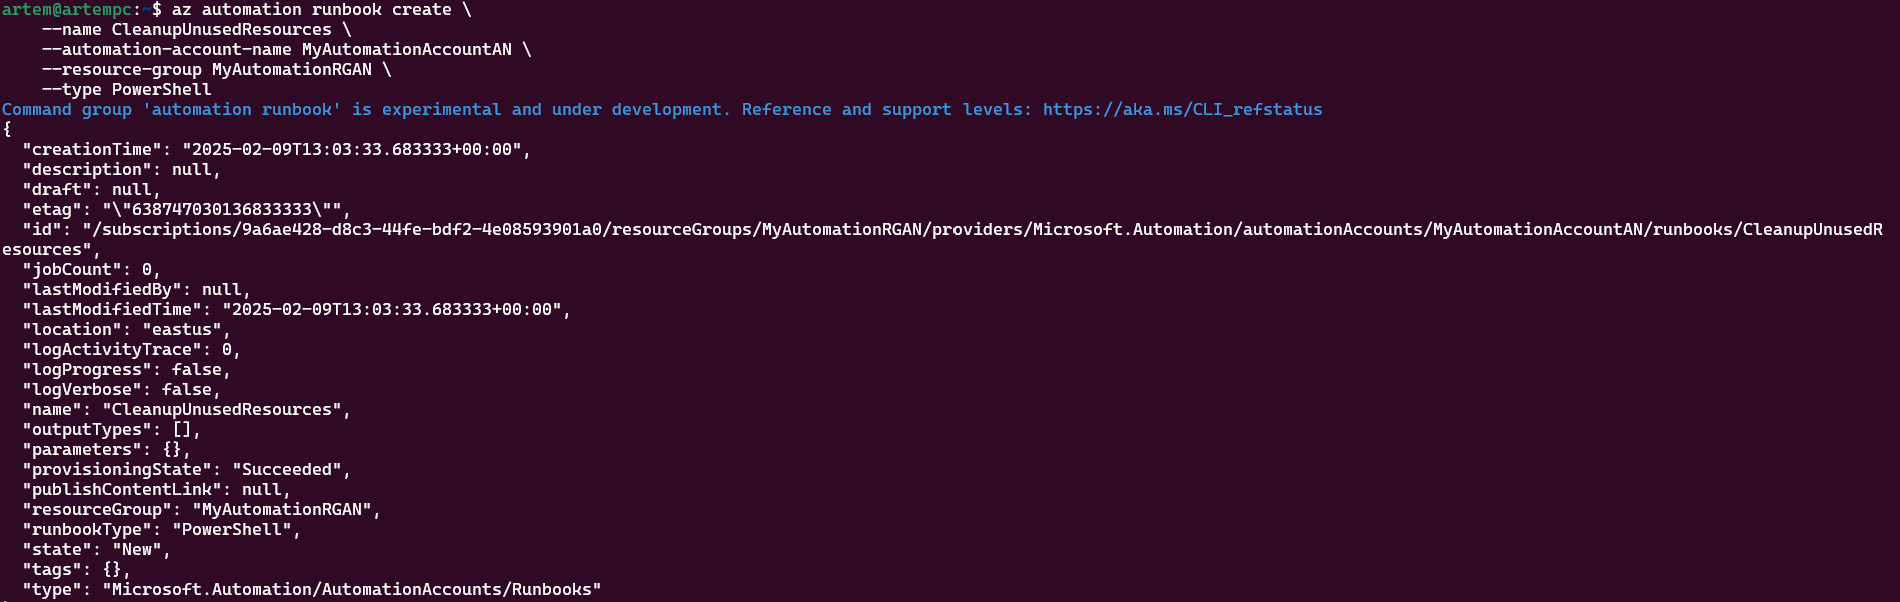 artem@artempc:~$ az automation runbook create \
    --name CleanupUnusedResources \
    --automation-account-name MyAutomationAccountAN \
    --resource-group MyAutomationRGAN \
    --type PowerShell
Command group 'automation runbook' is experimental and under development. Reference and support levels: https://aka.ms/CLI_refstatus
{
  "creationTime": "2025-02-09T13:03:33.683333+00:00",
  "description": null,
  "draft": null,
  "etag": "\"638747030136833333\"",
  "id": "/subscriptions/9a6ae428-d8c3-44fe-bdf2-4e08593901a0/resourceGroups/MyAutomationRGAN/providers/Microsoft.Automation/automationAccounts/MyAutomationAccountAN/runbooks/CleanupUnusedR
esources",
  "jobCount": 0,
  "lastModifiedBy": null,
  "lastModifiedTime": "2025-02-09T13:03:33.683333+00:00",
  "location": "eastus",
  "logActivityTrace": 0,
  "logProgress": false,
  "logVerbose": false,
  "name": "CleanupUnusedResources",
  "outputTypes": [],
  "parameters": {},
  "provisioningState": "Succeeded",
  "publishContentLink": null,
  "resourceGroup": "MyAutomationRGAN",
  "runbookType": "PowerShell",
  "state": "New",
  "tags": {},
  "type": "Microsoft.Automation/AutomationAccounts/Runbooks"